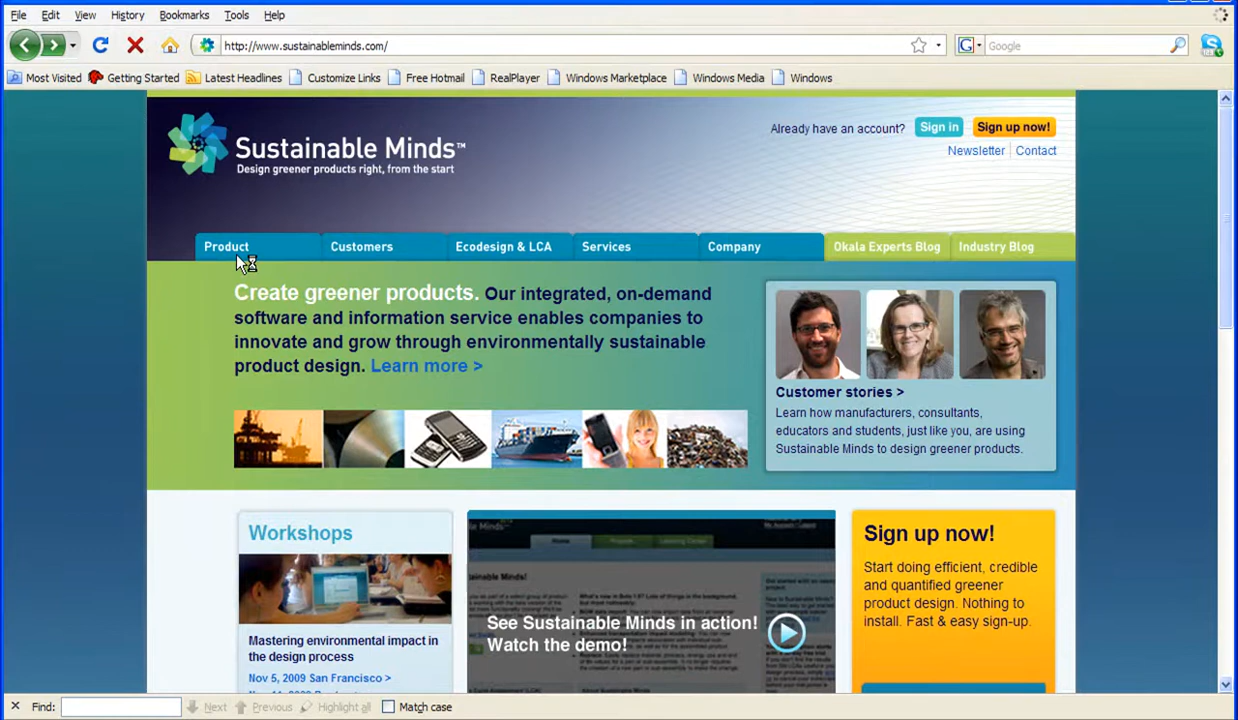 File Edit View History Bookmarks Tools Help
http://www.sustainableminds.com/
Google
Most Visited Getting Started Latest Headlines Customize Links Free Hotmail RealPlayer Windows Marketplace Windows Media Windows
Sustainable Minds™
Design greener products right, from the start
Already have an account? Sign in Sign up now!
Newsletter Contact
Product Customers Ecodesign & LCA Services Company Okala Experts Blog Industry Blog
Create greener products. Our integrated, on-demand
software and information service enables companies to
innovate and grow through environmentally sustainable
product design. Learn more >
Customer stories >
Learn how manufacturers, consultants,
educators and students, just like you, are using
Sustainable Minds to design greener products.
Workshops
Mastering environmental impact in
the design process
Nov 5, 2009 San Francisco >
See Sustainable Minds in action!
Watch the demo!
Sign up now!
Start doing efficient, credible
and quantified greener
product design. Nothing to
install. Fast & easy sign-up.
Find: Next Previous Highlight all Match case